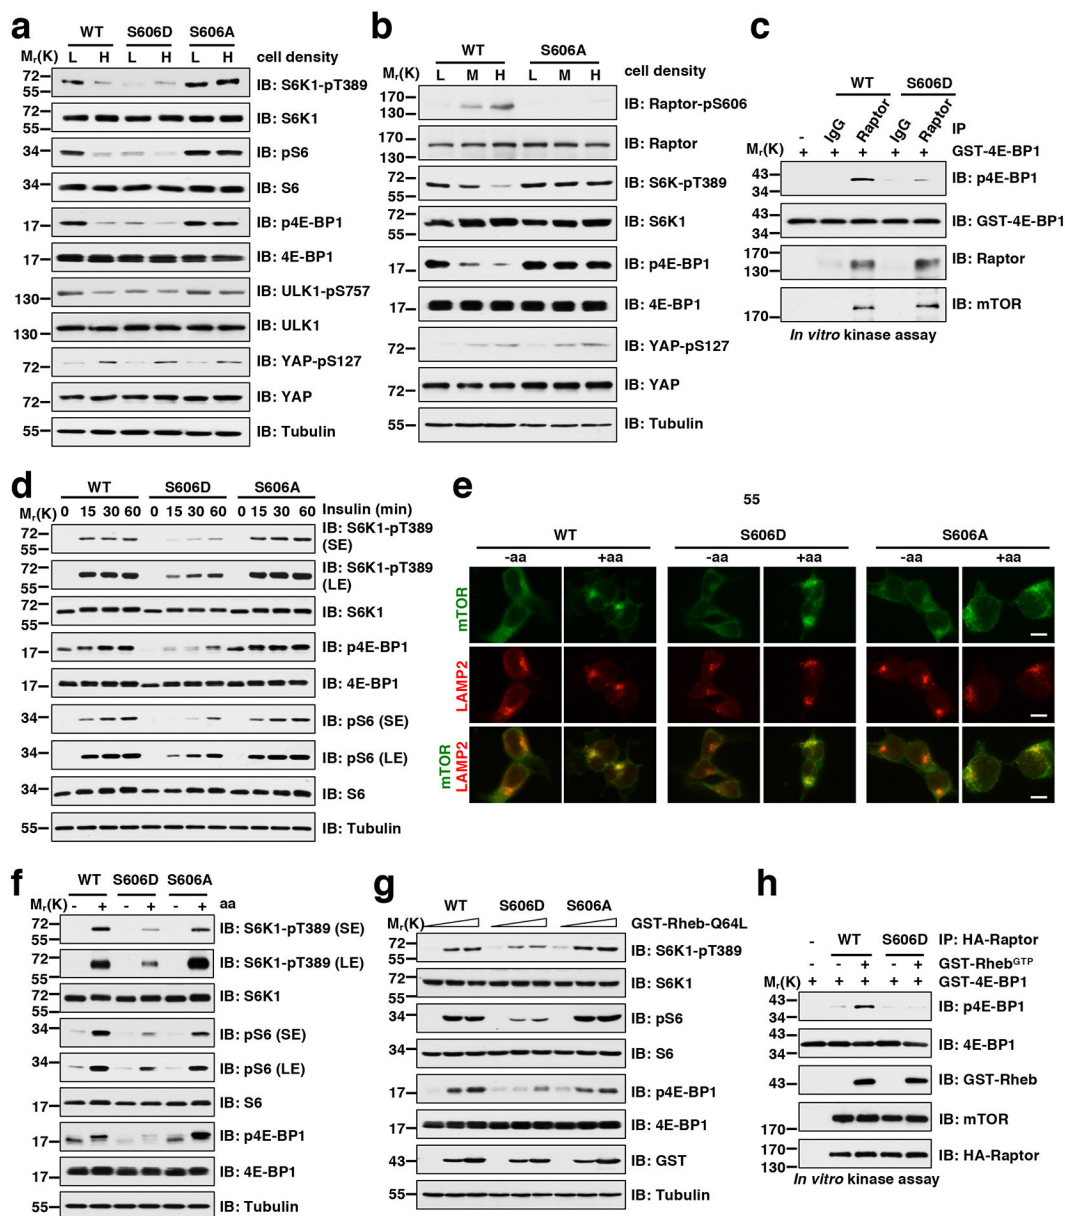 a
WT S606D S606A
Mr(K) L H L H L H cell density
72
55
IB: S6K1-pT389
72
55
IB: S6K1
34
IB: pS6
34
IB: S6
17
IB: p4E-BP1
17
IB: 4E-BP1
130
IB: ULK1-pS757
130
IB: ULK1
72
IB: YAP-pS127
72
IB: YAP
55
IB: Tubulin
b
WT S606A
Mr(K) L M H L M H cell density
170
130
IB: Raptor-pS606
170
130
IB: Raptor
72
55
IB: S6K-pT389
72
55
IB: S6K1
17
IB: p4E-BP1
17
IB: 4E-BP1
72
IB: YAP-pS127
72
IB: YAP
55
IB: Tubulin
c
WT S606D
- IgG Raptor IgG Raptor IP
Mr(K) + + + + + GST-4E-BP1
43
34
IB: p4E-BP1
43
34
IB: GST-4E-BP1
170
130
IB: Raptor
170
IB: mTOR
In vitro kinase assay
d
WT S606D S606A
Mr(K) 0 15 30 60 0 15 30 60 0 15 30 60 Insulin (min)
72
55
IB: S6K1-pT389
(SE)
72
55
IB: S6K1-pT389
(LE)
72
55
IB: S6K1
17
IB: p4E-BP1
17
IB: 4E-BP1
34
IB: pS6 (SE)
34
IB: pS6 (LE)
34
IB: S6
55
IB: Tubulin
e
55
WT S606D S606A
-aa +aa -aa +aa -aa +aa
mTOR
LAMP2
mTOR
LAMP2
f
WT S606D S606A
Mr(K) - + - + - + aa
72
55
IB: S6K1-pT389 (SE)
72
55
IB: S6K1-pT389 (LE)
72
55
IB: S6K1
34
IB: pS6 (SE)
34
IB: pS6 (LE)
17
IB: S6
17
IB: p4E-BP1
17
IB: 4E-BP1
55
IB: Tubulin
g
WT S606D S606A
Mr(K) GST-Rheb-Q64L
72
55
IB: S6K1-pT389
72
55
IB: S6K1
34
IB: pS6
34
IB: S6
17
IB: p4E-BP1
17
IB: 4E-BP1
43
IB: GST
55
IB: Tubulin
h
- WT S606D IP: HA-Raptor
- - + - + GST-RhebGTP
Mr(K) + + + + + GST-4E-BP1
43
34
IB: p4E-BP1
43
34
IB: 4E-BP1
43
IB: GST-Rheb
170
IB: mTOR
170
130
IB: HA-Raptor
In vitro kinase assay